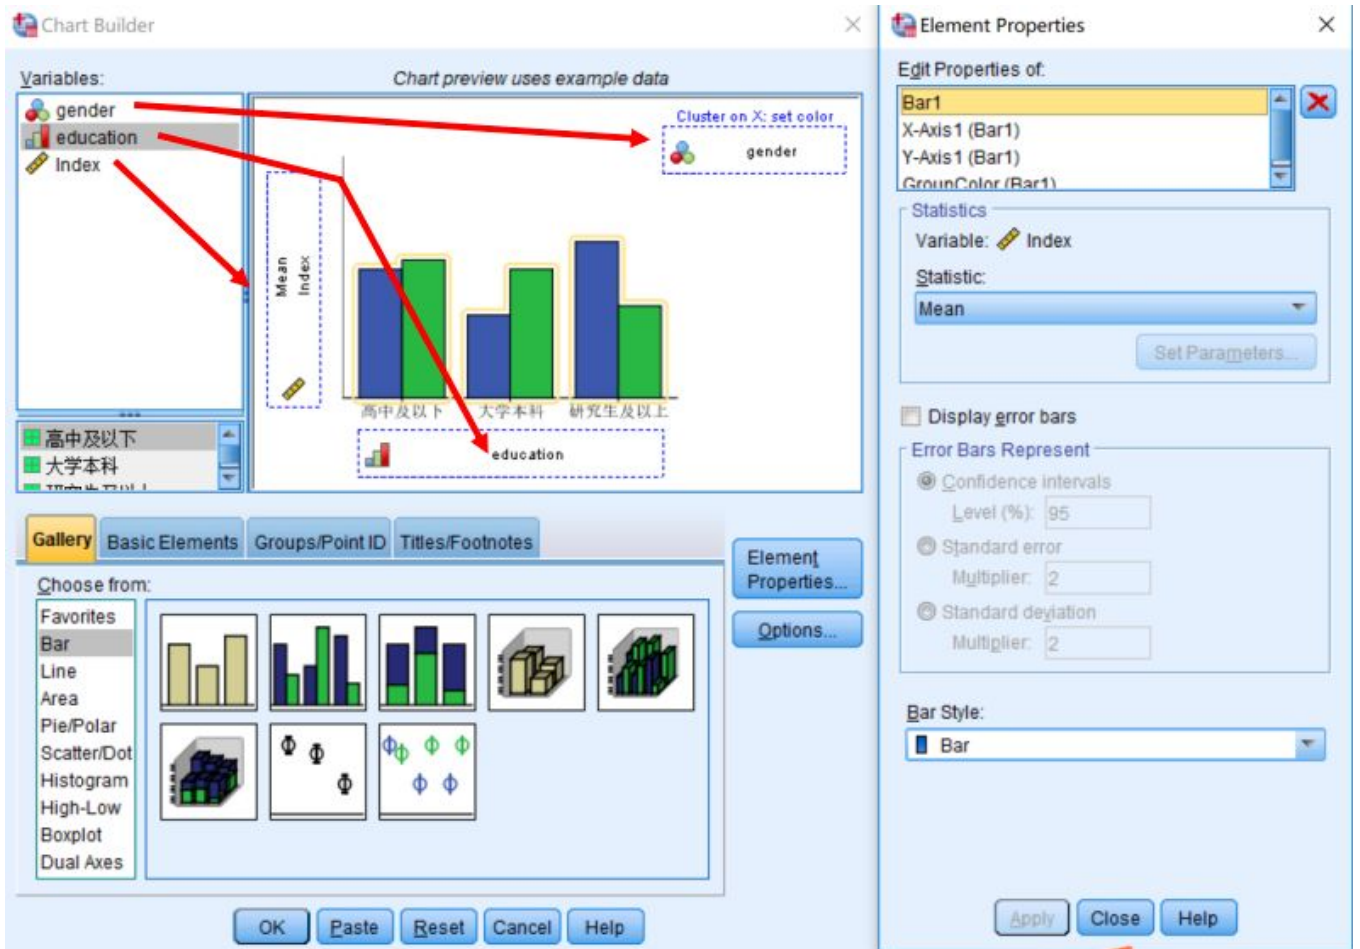 Chart Builder
Variables:
Chart preview uses example data
gender
education
Index
Cluster on X: set color
gender
Mean
Index
高中及以下
大学本科
研究生及以上
education
高中及以下
大学本科
Gallery
Basic Elements
Groups/Point ID
Titles/Footnotes
Choose from:
Favorites
Bar
Line
Area
Pie/Polar
Scatter/Dot
Histogram
High-Low
Boxplot
Dual Axes
Element
Properties...
Options...
OK
Paste
Reset
Cancel
Help
Element Properties
Edit Properties of:
Bar1
X-Axis1 (Bar1)
Y-Axis1 (Bar1)
GroupColor (Bar1)
Statistics
Variable: Index
Statistic:
Mean
Set Parameters...
Display error bars
Error Bars Represent
Confidence intervals
Level (%): 95
Standard error
Multiplier: 2
Standard deviation
Multiplier: 2
Bar Style:
Bar
Apply
Close
Help